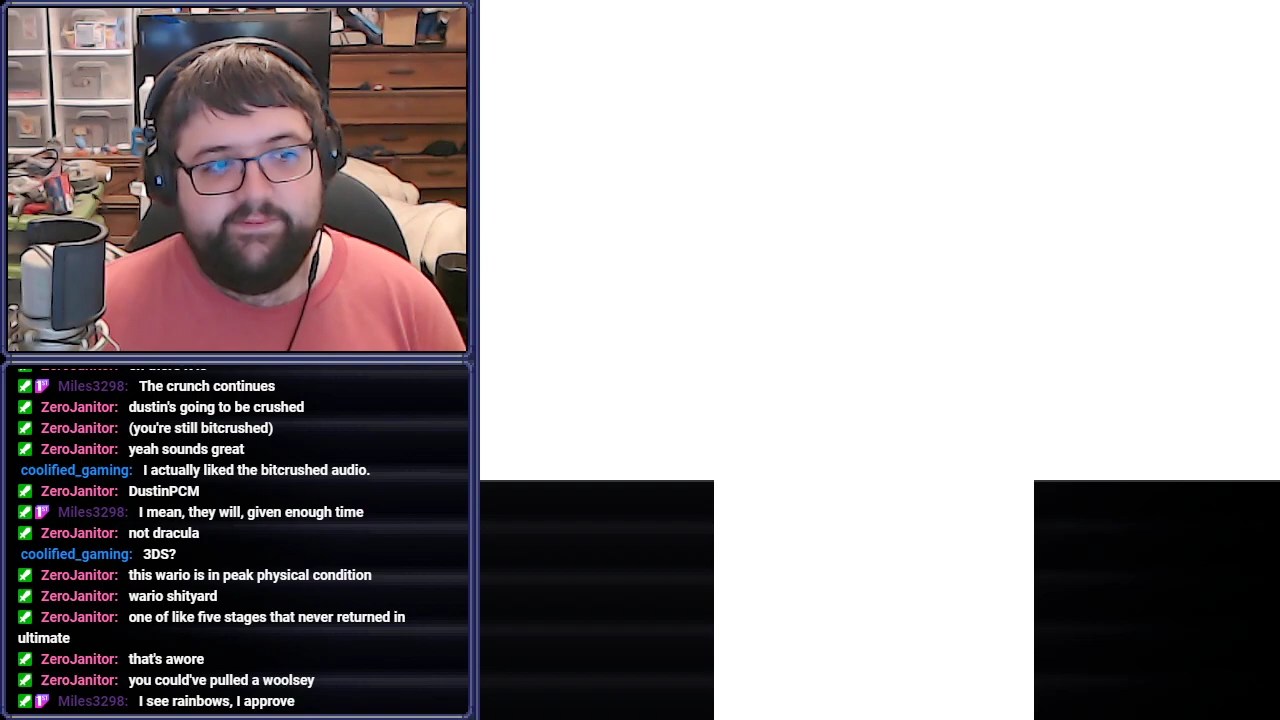 Miles3298: The crunch continues
ZeroJanitor: dustin's going to be crushed
ZeroJanitor: (you're still bitcrushed)
ZeroJanitor: yeah sounds great
coolified_gaming: I actually liked the bitcrushed audio.
ZeroJanitor: DustinPCM
Miles3298: I mean, they will, given enough time
ZeroJanitor: not dracula
coolified_gaming: 3DS?
ZeroJanitor: this wario is in peak physical condition
ZeroJanitor: wario shityard
ZeroJanitor: one of like five stages that never returned in
ultimate
ZeroJanitor: that's awore
ZeroJanitor: you could've pulled a woolsey
Miles3298: I see rainbows, I approve